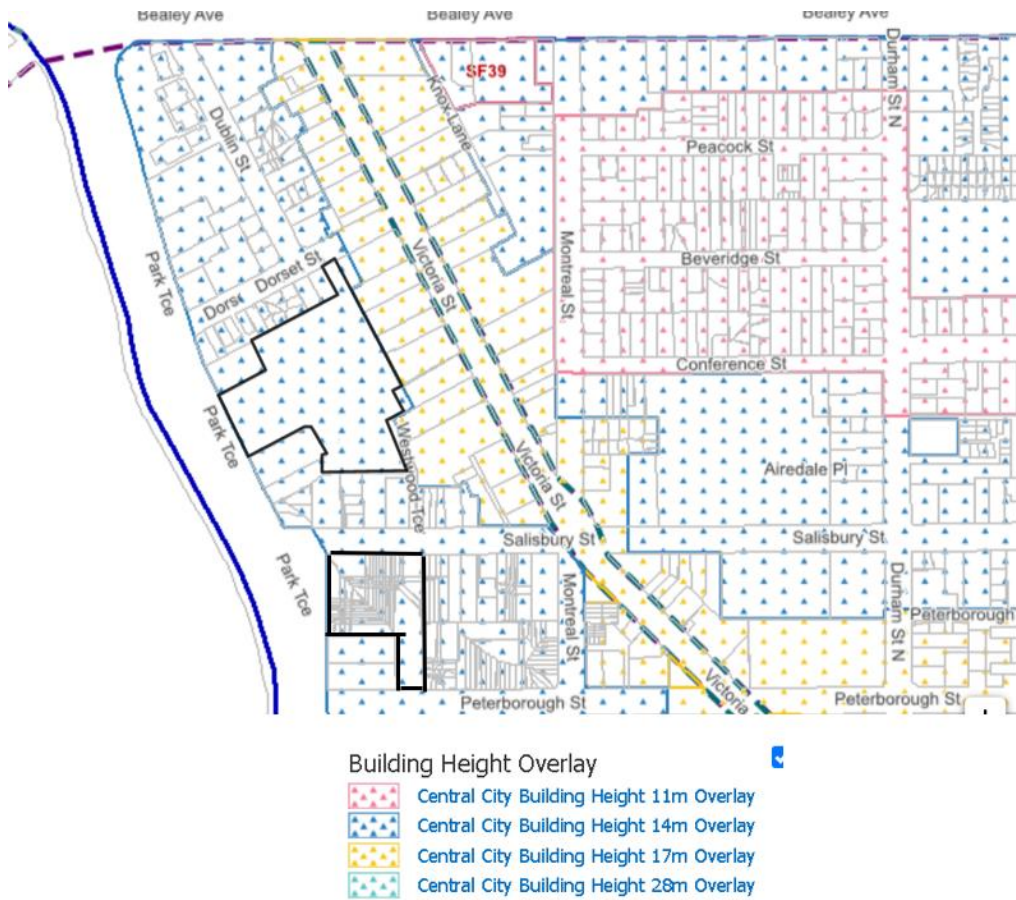 Bealey Ave
Bealey Ave
Bealey Ave
SF39
Knox Lane
Durham St N
Dublin St
Peacock St
Park Tce
Dorset St
Victoria St
Montreal St
Beveridge St
Conference St
Park Tce
Westwood Tce
Victoria St
Airedale Pl
Salisbury St
Salisbury St
Park Tce
Montreal St
Durham St N
Peterborough
Victoria
Peterborough St
Peterborough St
Building Height Overlay
Central City Building Height 11m Overlay
Central City Building Height 14m Overlay
Central City Building Height 17m Overlay
Central City Building Height 28m Overlay